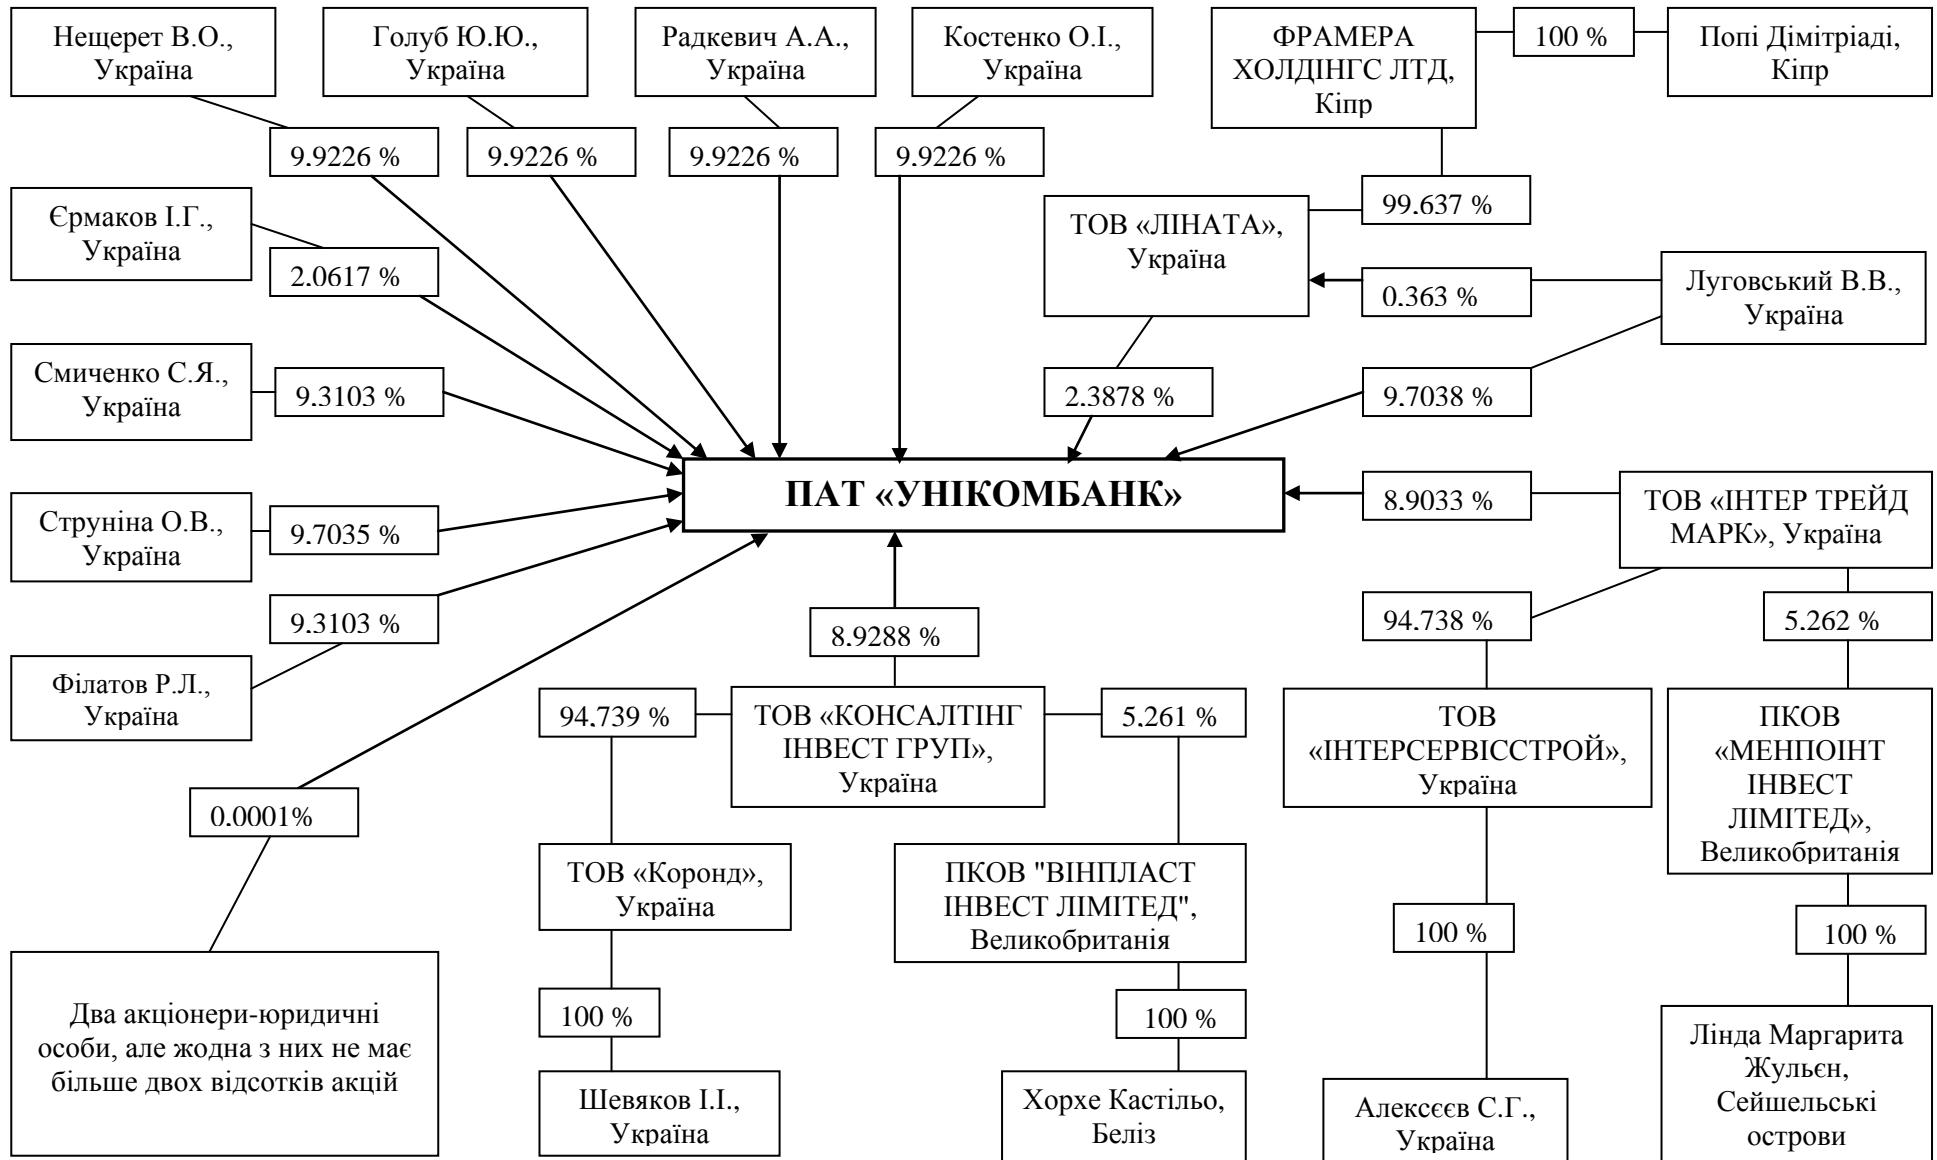 Нещерет В.О.,
Україна
Голуб Ю.Ю.,
Україна
Радкевич А.А.,
Україна
Костенко О.І.,
Україна
ФРАМЕРА
ХОЛДІНГС ЛТД,
Кіпр
100 %
Попі Дімітріаді,
Кіпр
9,9226 %
9,9226 %
9,9226 %
9,9226 %
99,637 %
Єрмаков І.Г.,
Україна
2,0617 %
ТОВ «ЛІНАТА»,
Україна
0,363 %
Луговський В.В.,
Україна
Смиченко С.Я.,
Україна
9,3103 %
2,3878 %
9,7038 %
ПАТ «УНІКОМБАНК»
8,9033 %
ТОВ «ІНТЕР ТРЕЙД
МАРК», Україна
Струніна О.В.,
Україна
9,7035 %
9,3103 %
Філатов Р.Л.,
Україна
8,9288 %
94,738 %
5,262 %
94,739 %
ТОВ «КОНСАЛТІНГ
ІНВЕСТ ГРУП»,
Україна
5,261 %
ТОВ
«ІНТЕРСЕРВІССТРОЙ»,
Україна
ПКОВ
«МЕНПОІНТ
ІНВЕСТ
ЛІМІТЕД»,
Великобританія
0,0001%
ТОВ «Коронд»,
Україна
ПКОВ "ВІНПЛАСТ
ІНВЕСТ ЛІМІТЕД",
Великобританія
100 %
100 %
Два акціонери-юридичні
особи, але жодна з них не має
більше двох відсотків акцій
100 %
100 %
Шевяков І.І.,
Україна
Хорхе Кастільо,
Беліз
Алексєєв С.Г.,
Україна
Лінда Маргарита
Жульєн,
Сейшельські
острови